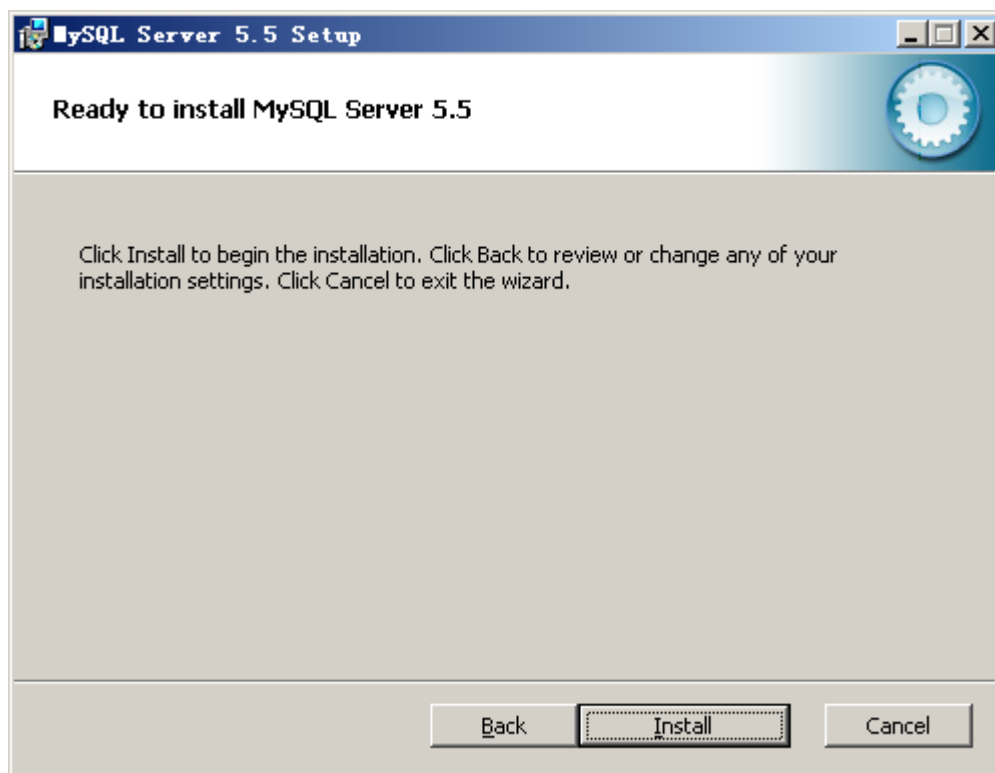 MySQL Server 5.5 Setup
Ready to install MySQL Server 5.5
Click Install to begin the installation. Click Back to review or change any of your
installation settings. Click Cancel to exit the wizard.
Back Install Cancel